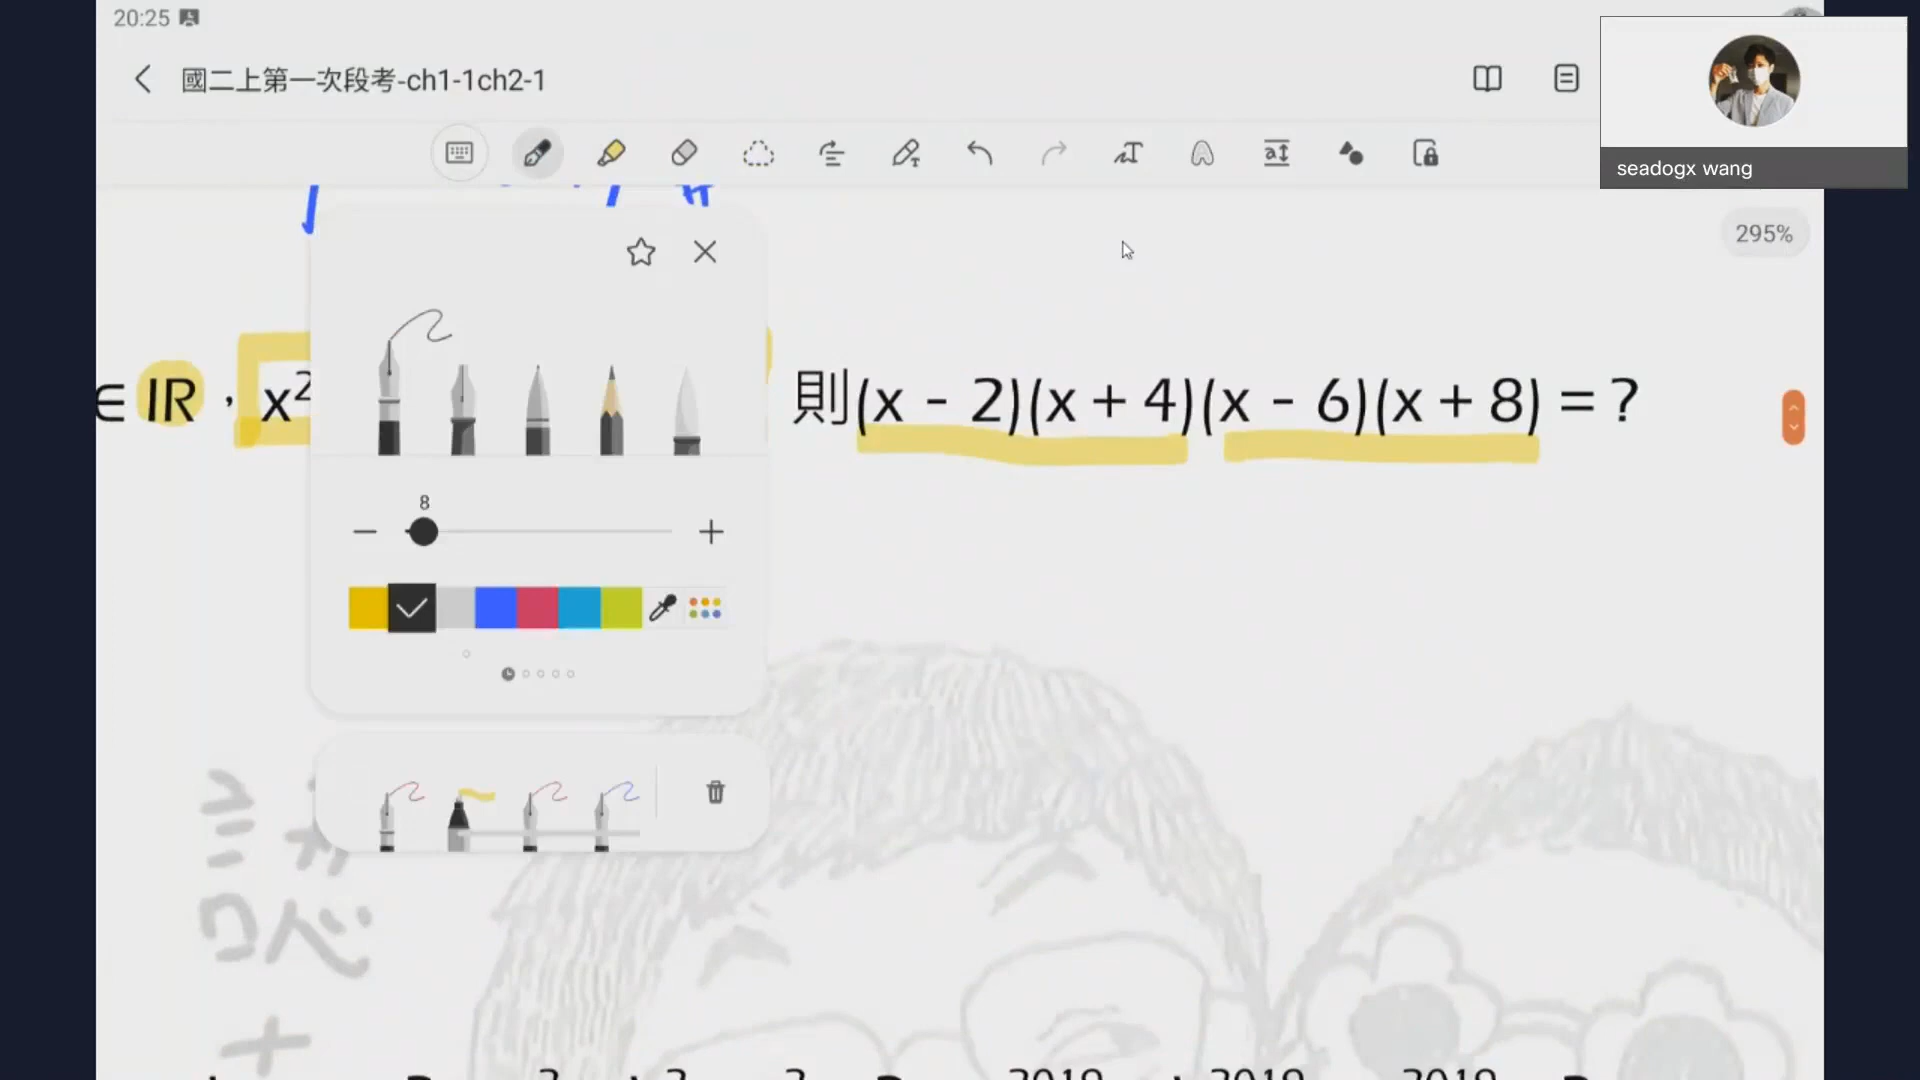 20:25
國二上第一次段考-ch1-1ch2-1
seadogx wang
295%
∈ IR , x² 則(x - 2)(x + 4)(x - 6)(x + 8) = ?
8